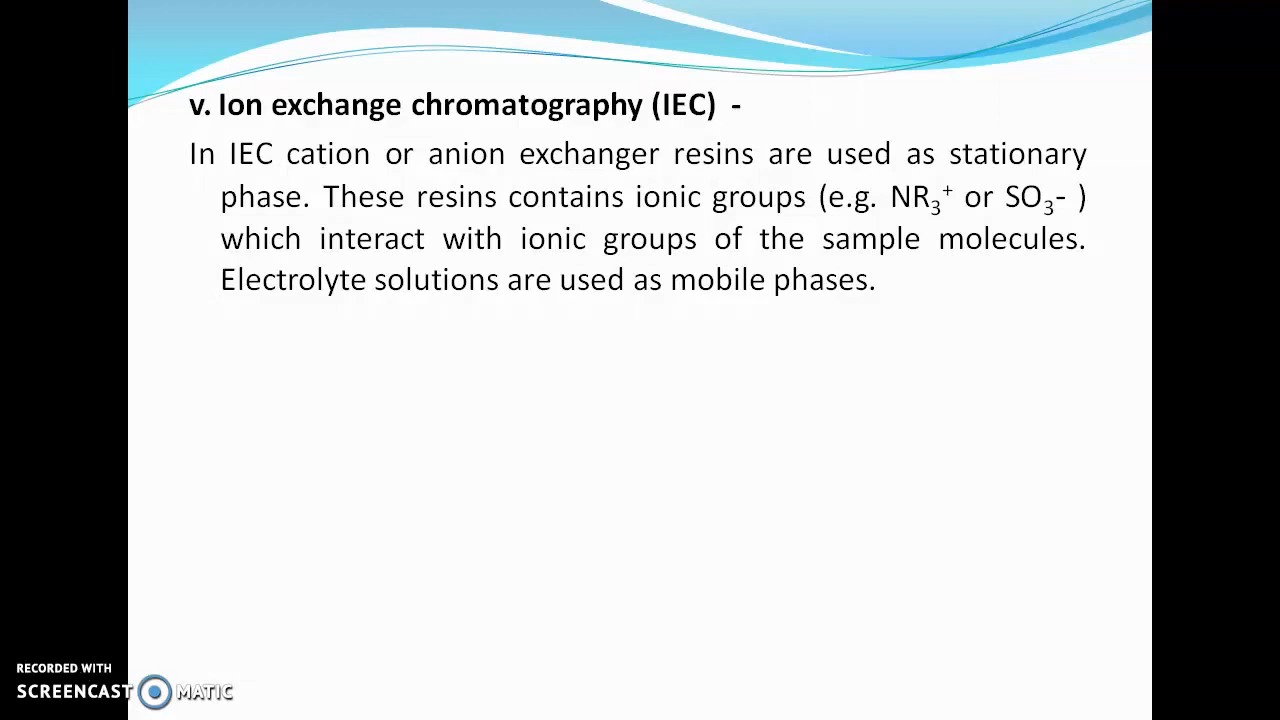 v. Ion exchange chromatography (IEC) -
In IEC cation or anion exchanger resins are used as stationary
phase. These resins contains ionic groups (e.g. NR₃⁺ or SO₃- )
which interact with ionic groups of the sample molecules.
Electrolyte solutions are used as mobile phases.
RECORDED WITH
SCREENCAST MATIC